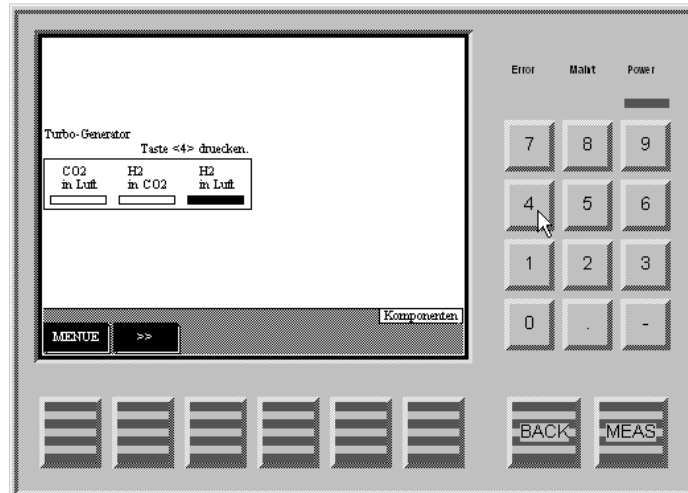 Error Maint Power
Turbo-Generator
Taste <4> druecken.
CO2 H2 H2
in Luft in CO2 in Luft
7 8 9
4 5 6
1 2 3
0 . -
Komponenten
MENUE >>
BACK MEAS